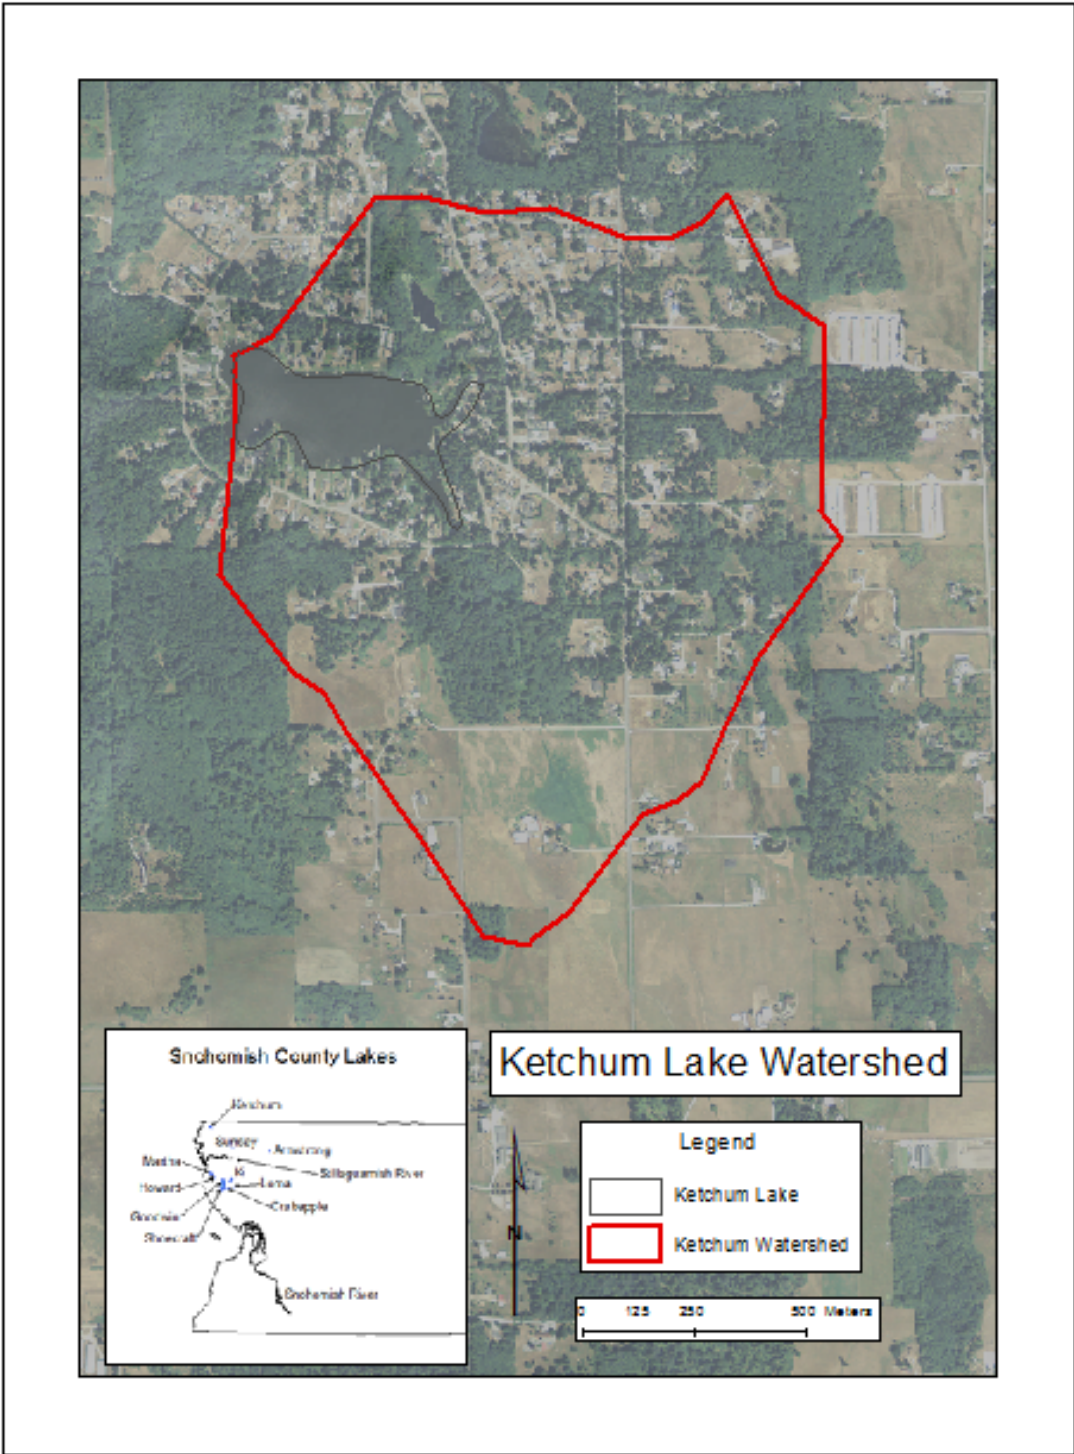 Snohomish County Lakes
Ketchum
Sunday
Armstrong
Martha
Ki
Stillaguamish River
Howard
Loma
Crabapple
Goodwin
Shoecraft
Snohomish River
Ketchum Lake Watershed
N
Legend
Ketchum Lake
Ketchum Watershed
0 125 250 500 Meters